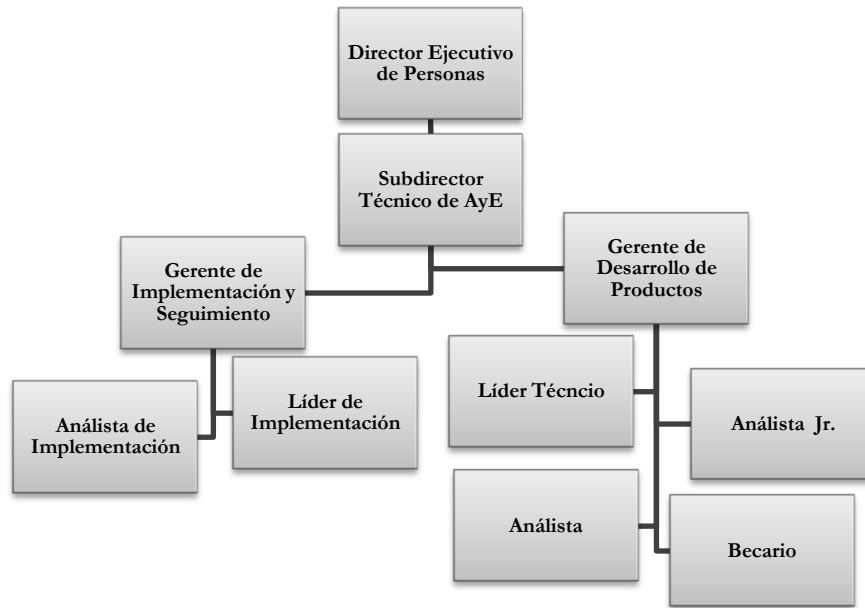 Director Ejecutivo
de Personas
Subdirector
Técnico de AyE
Gerente de
Implementación y
Seguimiento
Gerente de
Desarrollo de
Productos
Análista de
Implementación
Líder de
Implementación
Líder Técncio
Análista Jr.
Análista
Becario